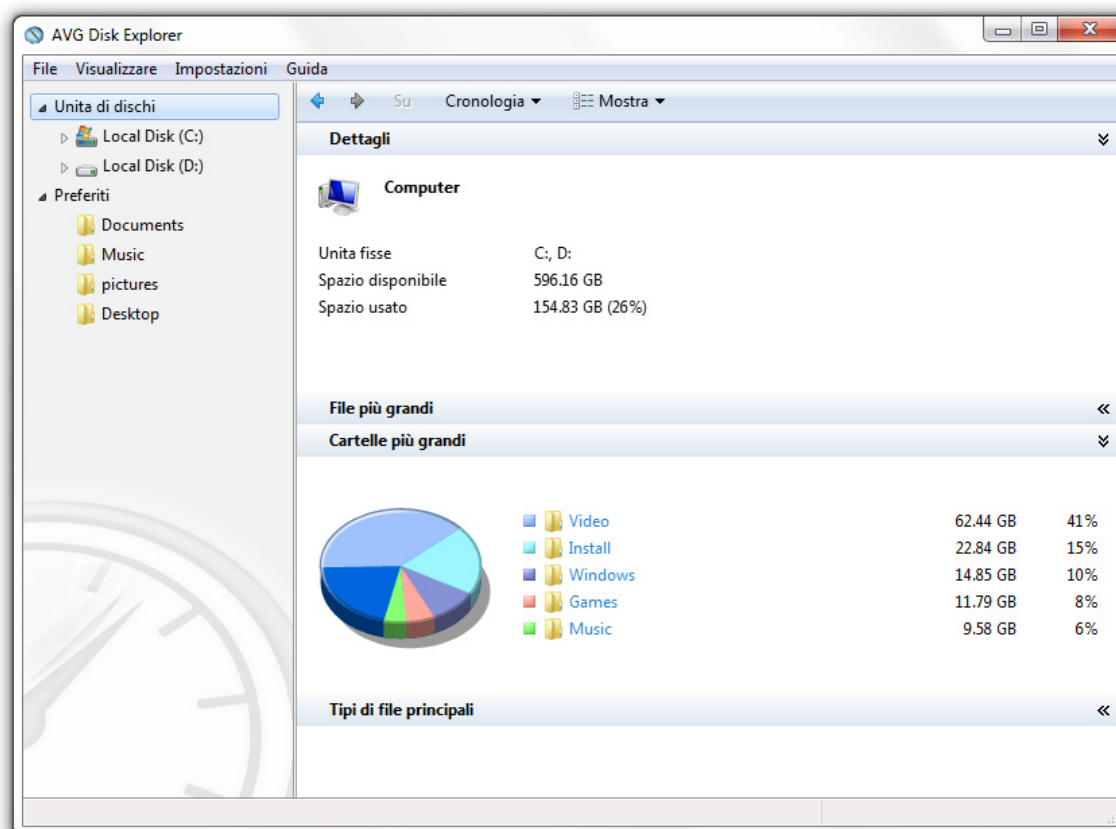 AVG Disk Explorer
File Visualizzare Impostazioni Guida
Unita di dischi
Local Disk (C:)
Local Disk (D:)
Preferiti
Documents
Music
pictures
Desktop
Su Cronologia Mostra
Dettagli
Computer
Unita fisse C:, D:
Spazio disponibile 596.16 GB
Spazio usato 154.83 GB (26%)
File più grandi
Cartelle più grandi
Video 62.44 GB 41%
Install 22.84 GB 15%
Windows 14.85 GB 10%
Games 11.79 GB 8%
Music 9.58 GB 6%
Tipi di file principali